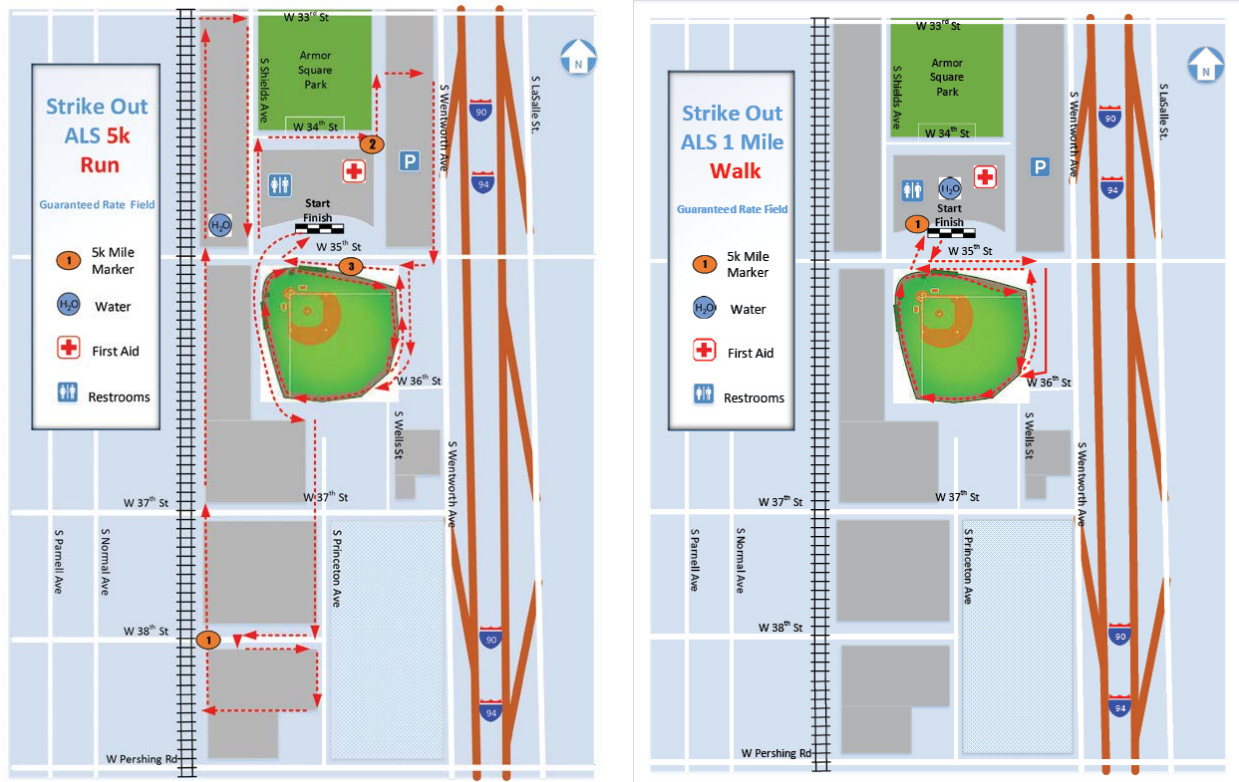 W 33rd St
Armor
Square
Park
S Shields Ave
S Wentworth Ave
S LaSalle St.
N
90
W 34th St
2
P
94
Strike Out
ALS 5k
Run
Guaranteed Rate Field
1 5k Mile
Marker
H2O Water
First Aid
Restrooms
H2O
Start
Finish
W 35th St
3
W 36th St
S Wells St
S Wentworth Ave
W 37th St
W 37th St
S Parnell Ave
S Normal Ave
S Princeton Ave
W 38th St
1
90
94
W Pershing Rd
W 33rd St
Armor
Square
Park
S Shields Ave
S Wentworth Ave
S LaSalle St.
N
90
W 34th St
P
94
Strike Out
ALS 1 Mile
Walk
Guaranteed Rate Field
1 5k Mile
Marker
H2O Water
First Aid
Restrooms
H2O
Start
Finish
1
W 35th St
W 36th St
S Wells St
S Wentworth Ave
W 37th St
W 37th St
S Parnell Ave
S Normal Ave
S Princeton Ave
W 38th St
90
94
W Pershing Rd